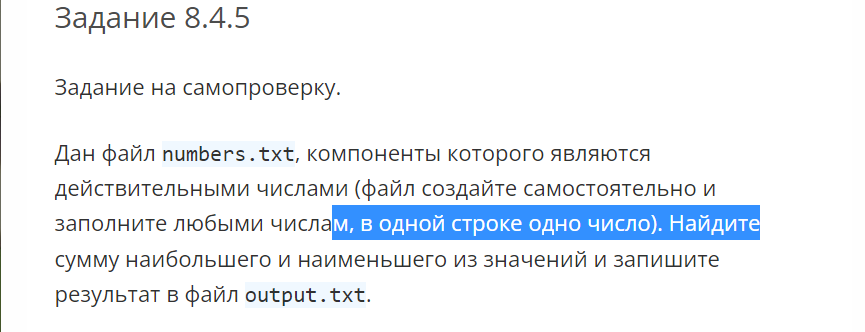 Задание 8.4.5
Задание на самопроверку.
Дан файл numbers.txt, компоненты которого являются
действительными числами (файл создайте самостоятельно и
заполните любыми числам, в одной строке одно число). Найдите
сумму наибольшего и наименьшего из значений и запишите
результат в файл output.txt.